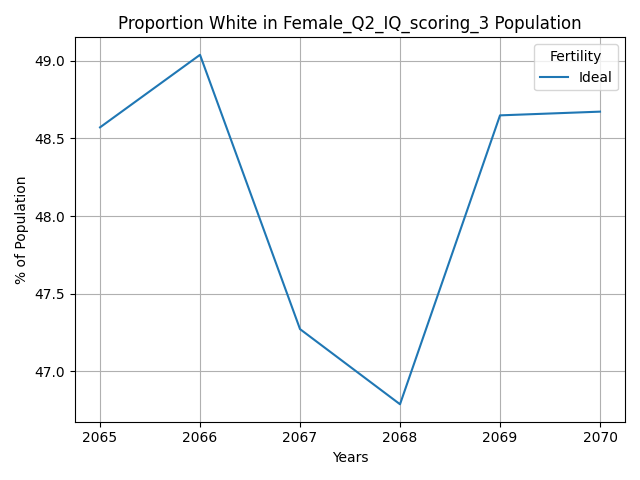 Proportion White in Female_Q2_IQ_scoring_3 Population
Fertility
Ideal
49.0
48.5
48.0
47.5
47.0
% of Population
2065 2066 2067 2068 2069 2070
Years